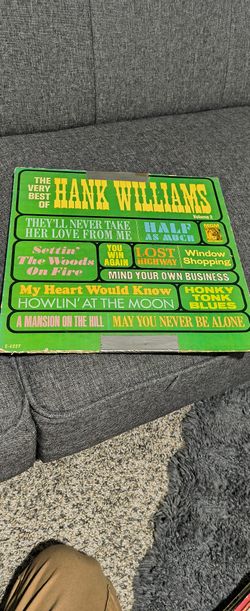 THE VERY BEST OF HANK WILLIAMS
Volume 2
THEY'LL NEVER TAKE
HER LOVE FROM ME
HALF
AS MUCH
MGM
Settin'
The Woods
On Fire
YOU
WIN
AGAIN
LOST
HIGHWAY
Window
Shopping
MIND YOUR OWN BUSINESS
My Heart Would Know
HOWLIN' AT THE MOON
HONKY
TONK
BLUES
A MANSION ON THE HILL
MAY YOU NEVER BE ALONE
E-4227